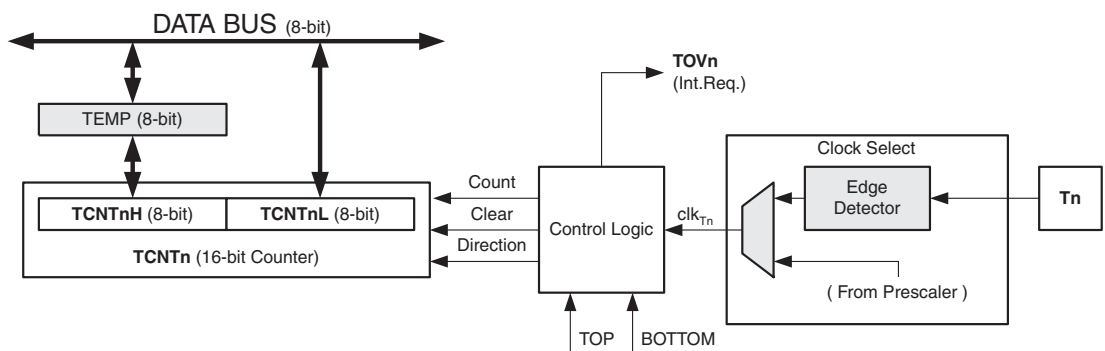 DATA BUS (8-bit)
TOVn
(Int.Req.)
TEMP (8-bit)
Clock Select
Count
Edge
Detector
Tn
TCNTnH (8-bit) TCNTnL (8-bit)
Clear
Control Logic
clkTn
TCNTn (16-bit Counter)
Direction
( From Prescaler )
TOP
BOTTOM